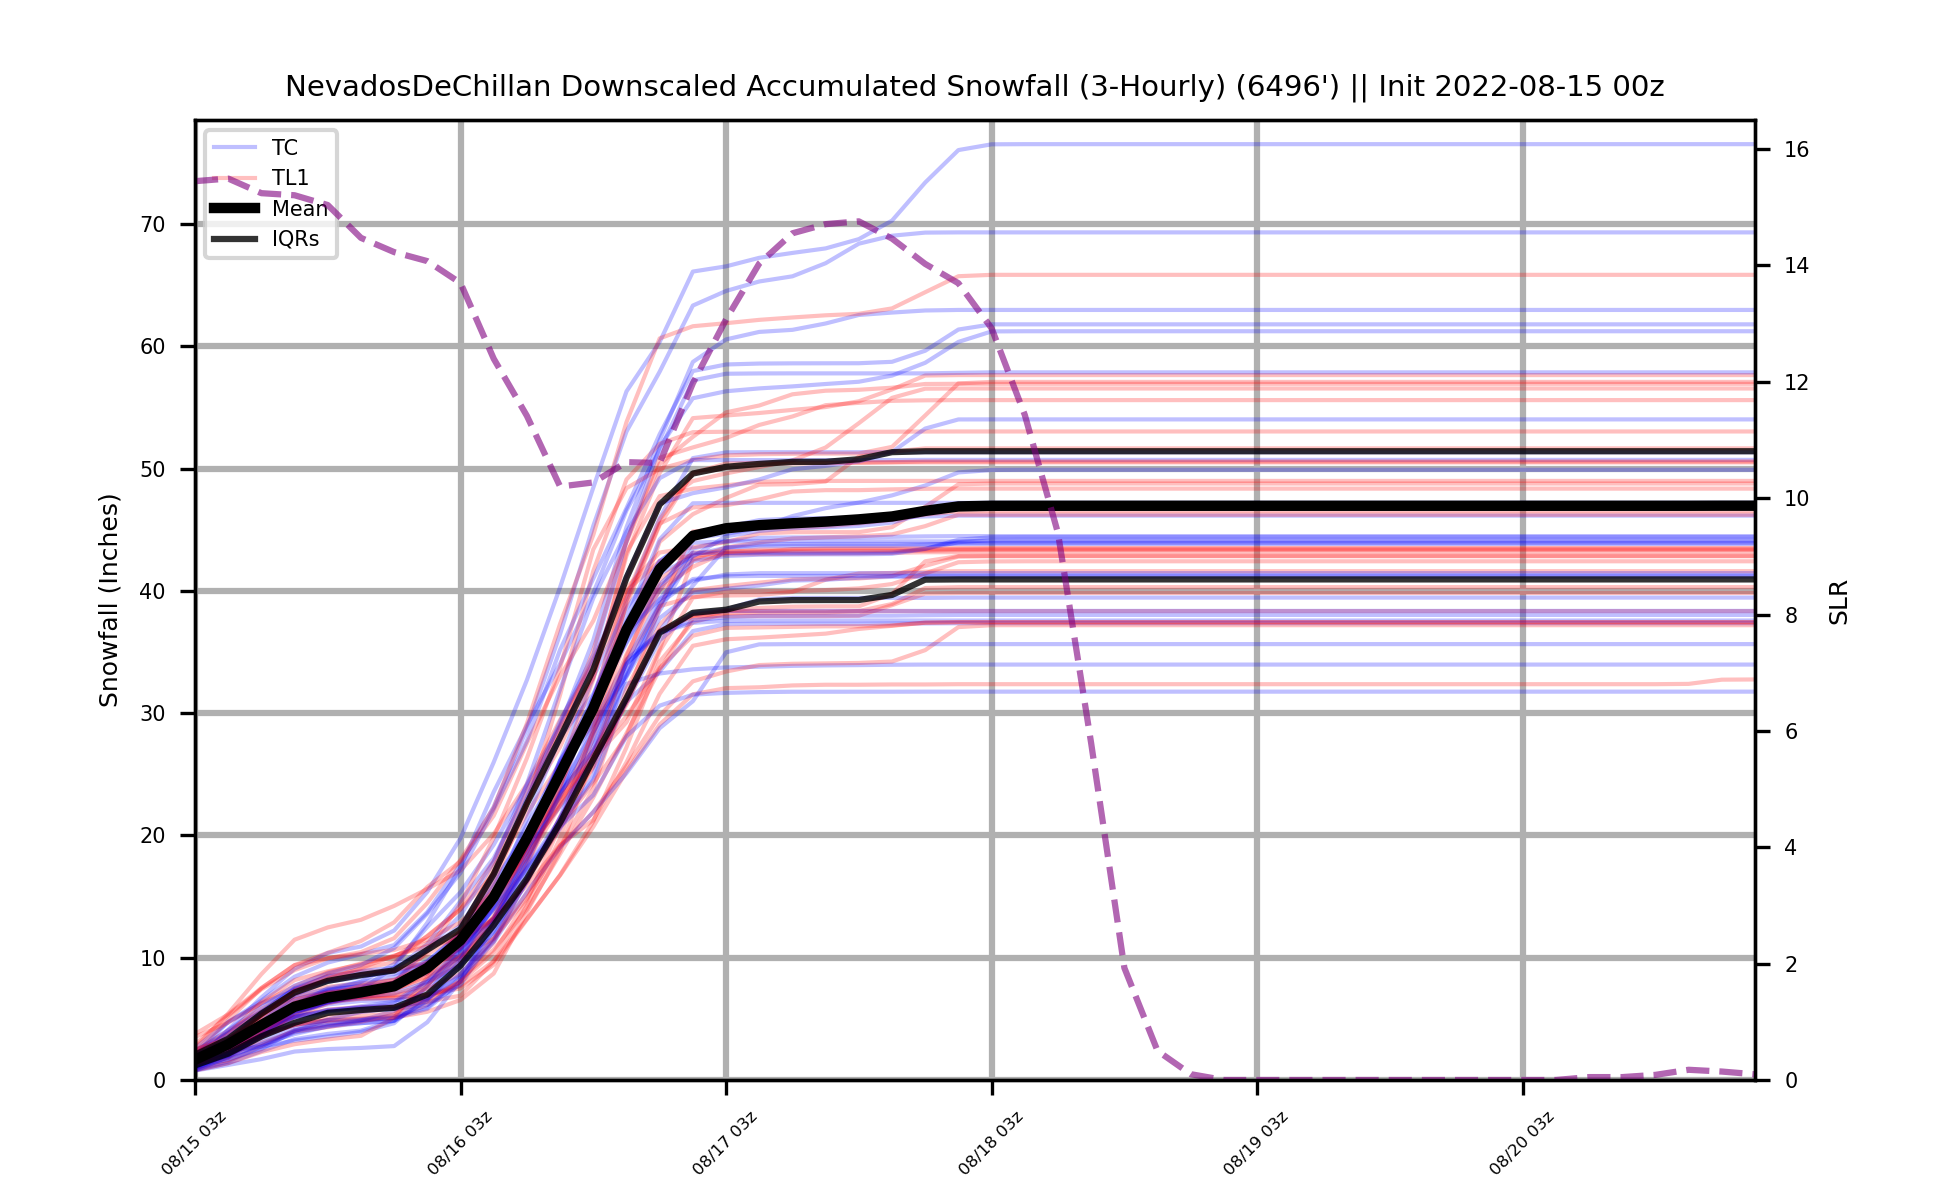 NevadosDeChillan Downscaled Accumulated Snowfall (3-Hourly) (6496') || Init 2022-08-15 00z
TC
TL1
Mean
IQRs
Snowfall (Inches)
70
60
50
40
30
20
10
0
16
14
12
10
8
6
4
2
0
SLR
08/15 03z
08/16 03z
08/17 03z
08/18 03z
08/19 03z
08/20 03z